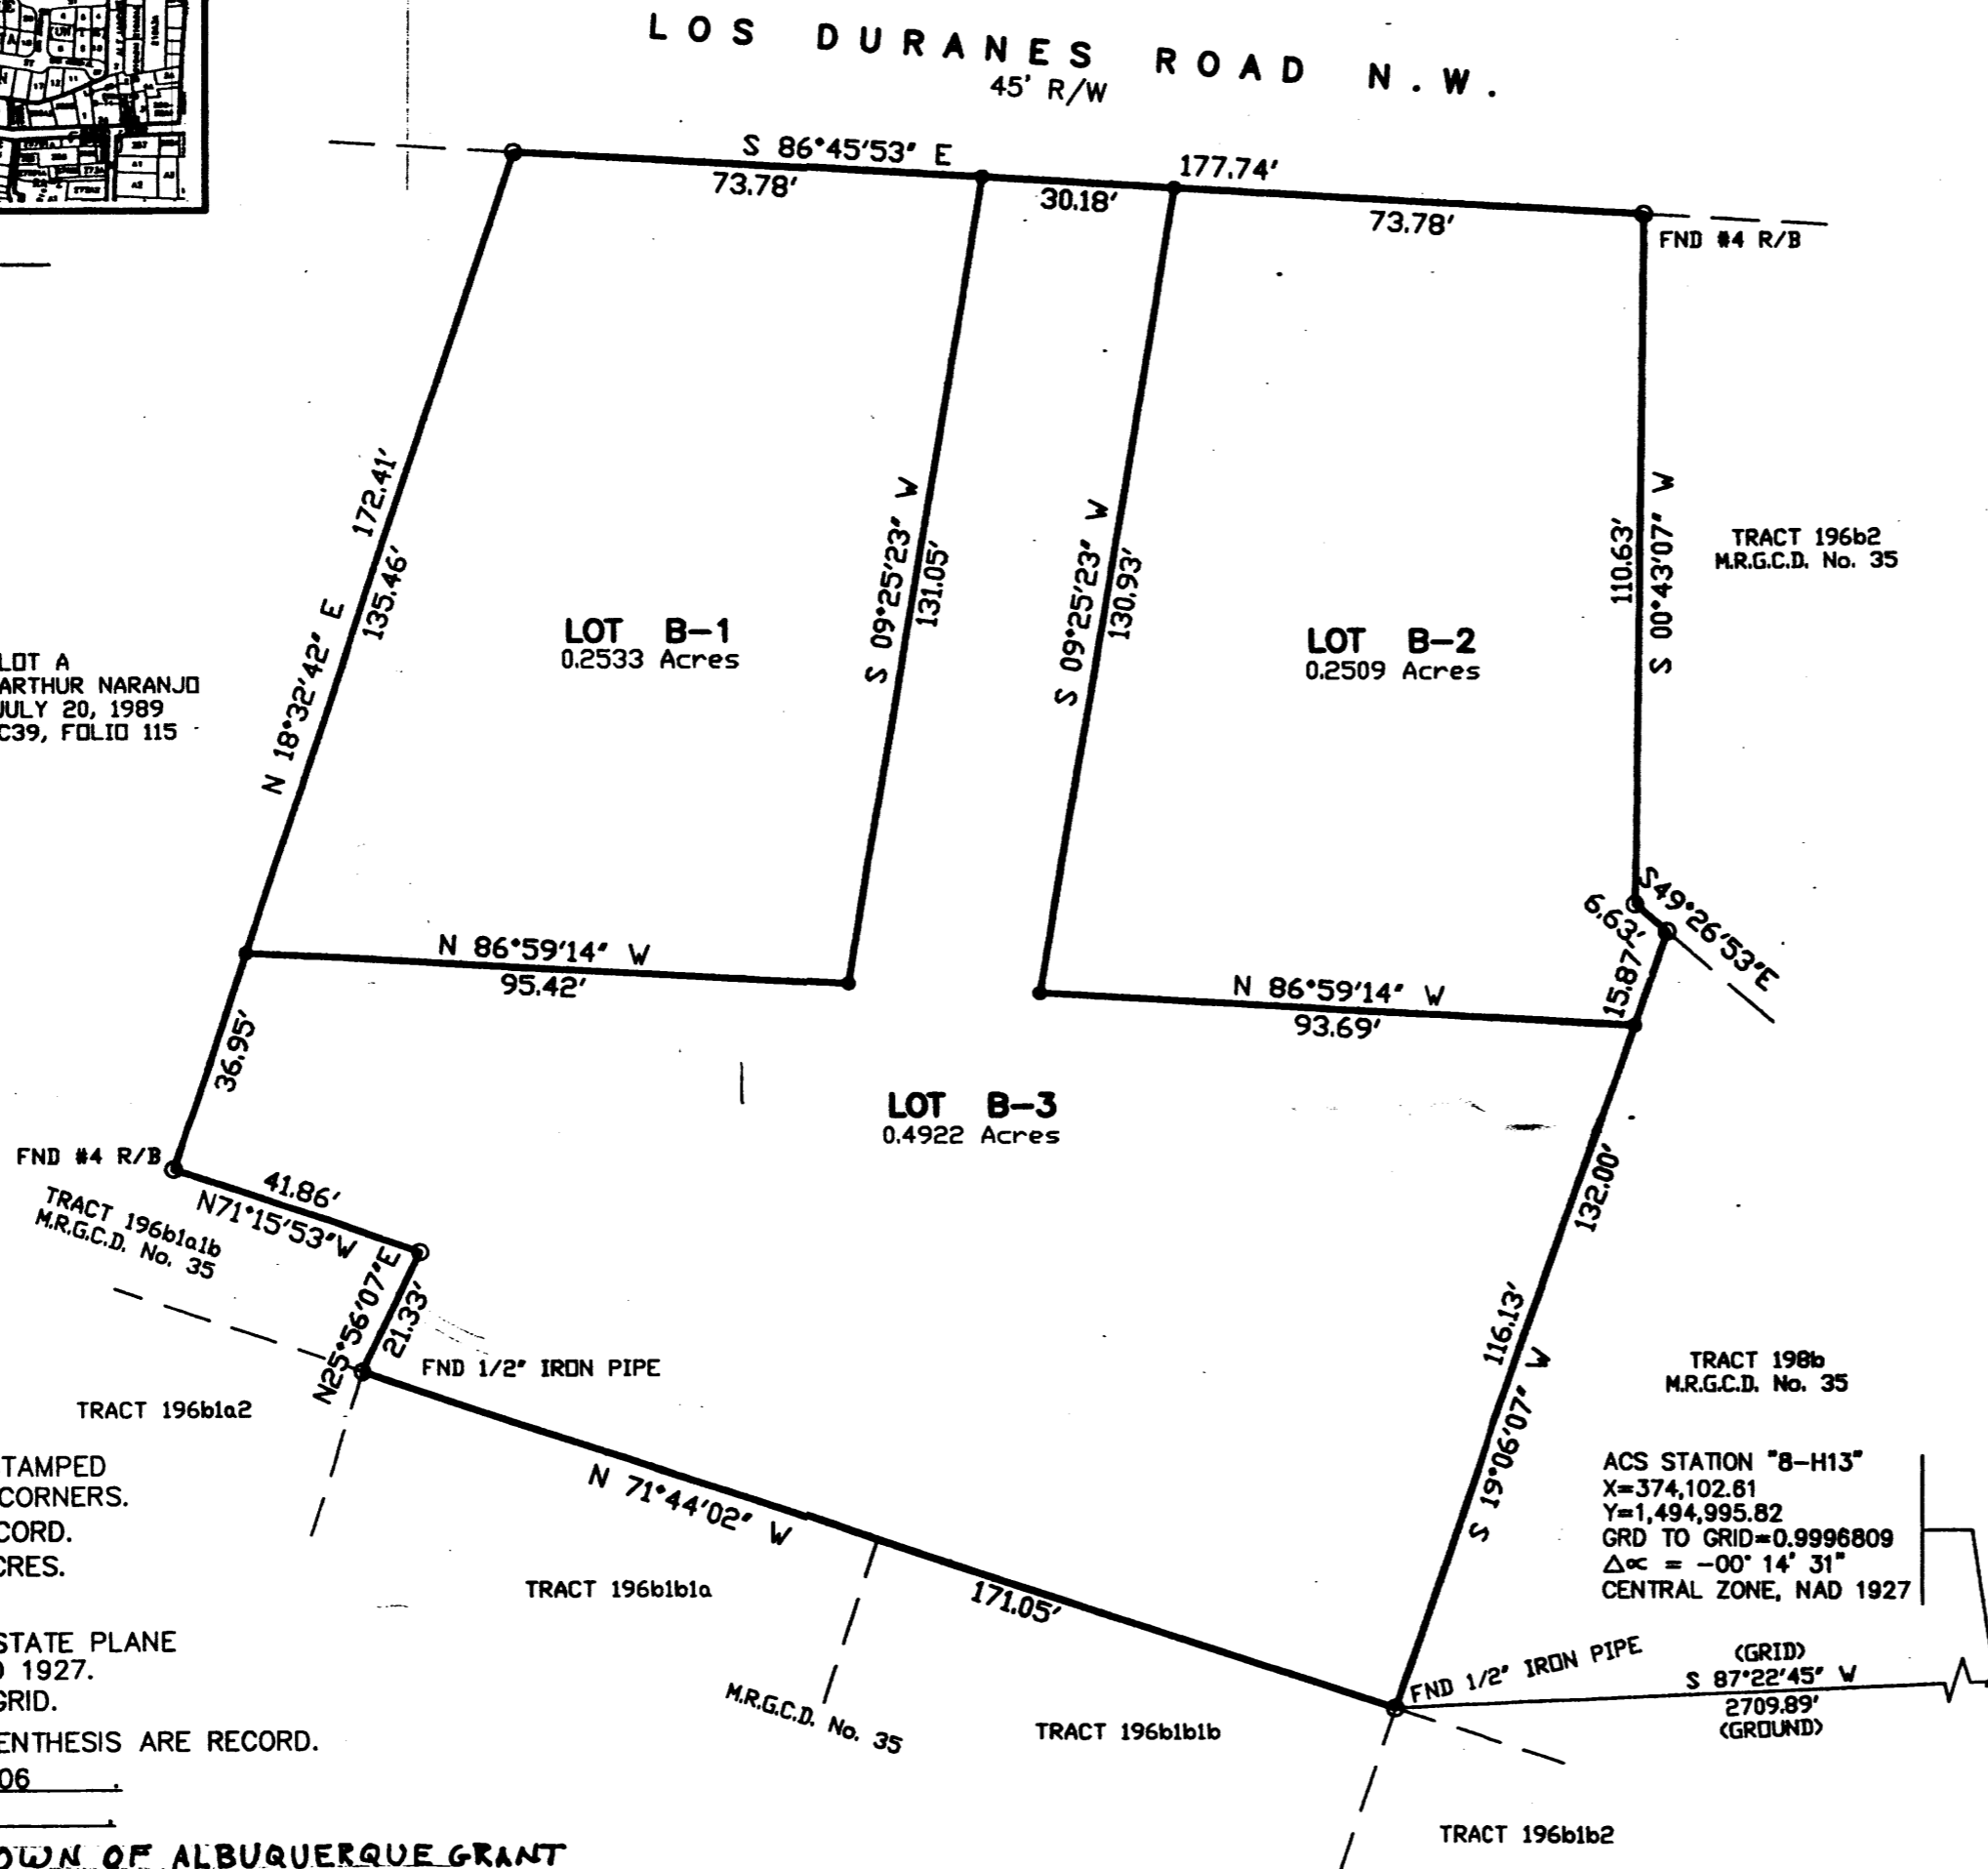 LOS DURANES ROAD N.W.
45' R/W
S 86°45'53" E
177.74'
73.78'
30.18'
73.78'
FND #4 R/B
N 18°32'42" E
172.41'
135.46'
S 09°25'23" W
131.05'
S 09°25'23" W
130.93'
110.63'
S 00°43'07" W
TRACT 196b2
M.R.G.C.D. No. 35
LOT B-1
0.2533 Acres
LOT B-2
0.2509 Acres
LOT A
ARTHUR NARANJO
JULY 20, 1989
C39, FOLIO 115
S49°26'53"E
6.63'
15.87'
N 86°59'14" W
95.42'
N 86°59'14" W
93.69'
36.95'
LOT B-3
0.4922 Acres
132.00'
116.13'
S 19°06'07" W
FND #4 R/B
41.86'
N71°15'53"W
TRACT 196b1a1b
M.R.G.C.D. No. 35
N25°56'07"E
21.33'
FND 1/2" IRON PIPE
TRACT 196b1a2
N 71°44'02" W
171.05'
TRACT 198b
M.R.G.C.D. No. 35
TAMPED
CORNERS.
CORD.
CRES.
TRACT 196b1b1a
ACS STATION "8-H13"
X=374,102.61
Y=1,494,995.82
GRD TO GRID=0.9996809
Δ∝ = -00° 14' 31"
CENTRAL ZONE, NAD 1927
STATE PLANE
1927.
GRID.
ENTHESIS ARE RECORD.
06
M.R.G.C.D. No. 35
TRACT 196b1b1b
FND 1/2" IRON PIPE
(GRID)
S 87°22'45" W
2709.89'
(GROUND)
TRACT 196b1b2
OWN OF ALBUQUERQUE GRANT